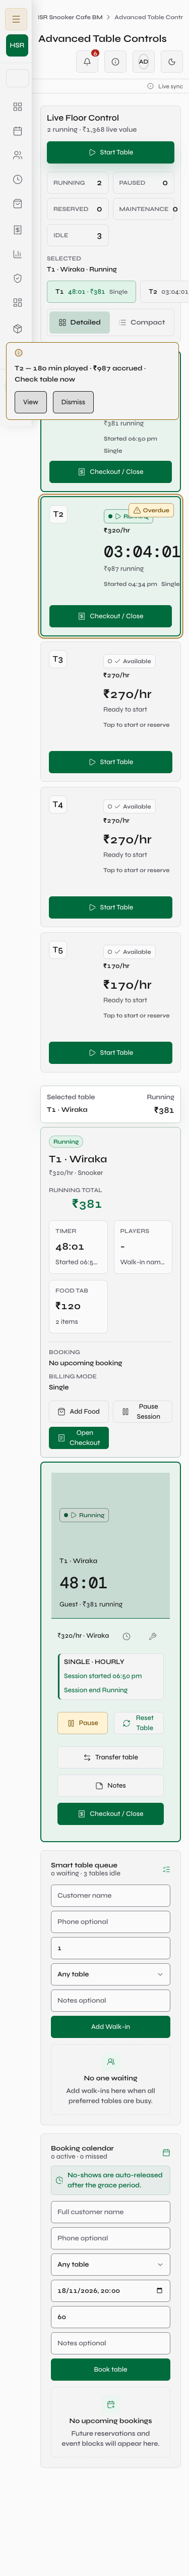 HSR
ISR Snooker Cafe BM > Advanced Table Contr
Advanced Table Controls
6
AD
Live sync
Live Floor Control
2 running · ₹1,368 live value
Start Table
RUNNING 2
PAUSED 0
RESERVED 0
MAINTENANCE 0
IDLE 3
SELECTED
T1 · Wiraka · Running
T1 48:01 · ₹381 Single
T2 03:04:01
Detailed
Compact
T2 — 180 min played · ₹987 accrued · Check table now
View
Dismiss
₹381 running
Started 06:50 pm
Single
Checkout / Close
T2
Overdue
₹320/hr
03:04:01
₹987 running
Started 04:34 pm Single
Checkout / Close
T3
Available
₹270/hr
₹270/hr
Ready to start
Tap to start or reserve
Start Table
T4
Available
₹270/hr
₹270/hr
Ready to start
Tap to start or reserve
Start Table
T5
Available
₹170/hr
₹170/hr
Ready to start
Tap to start or reserve
Start Table
Selected table Running
T1 · Wiraka ₹381
Running
T1 · Wiraka
₹320/hr · Snooker
RUNNING TOTAL
₹381
TIMER
48:01
Started 06:5...
PLAYERS
-
Walk-in nam...
FOOD TAB
₹120
2 items
BOOKING
No upcoming booking
BILLING MODE
Single
Add Food
Pause Session
Open Checkout
Running
T1 · Wiraka
48:01
Guest · ₹381 running
₹320/hr · Wiraka
SINGLE · HOURLY
Session started 06:50 pm
Session end Running
Pause
Reset Table
Transfer table
Notes
Checkout / Close
Smart table queue
0 waiting · 3 tables idle
Customer name
Phone optional
1
Any table
Notes optional
Add Walk-in
No one waiting
Add walk-ins here when all
preferred tables are busy.
Booking calendar
0 active · 0 missed
No-shows are auto-released
after the grace period.
Full customer name
Phone optional
Any table
18/11/2026, 20:00
60
Notes optional
Book table
No upcoming bookings
Future reservations and
event blocks will appear here.